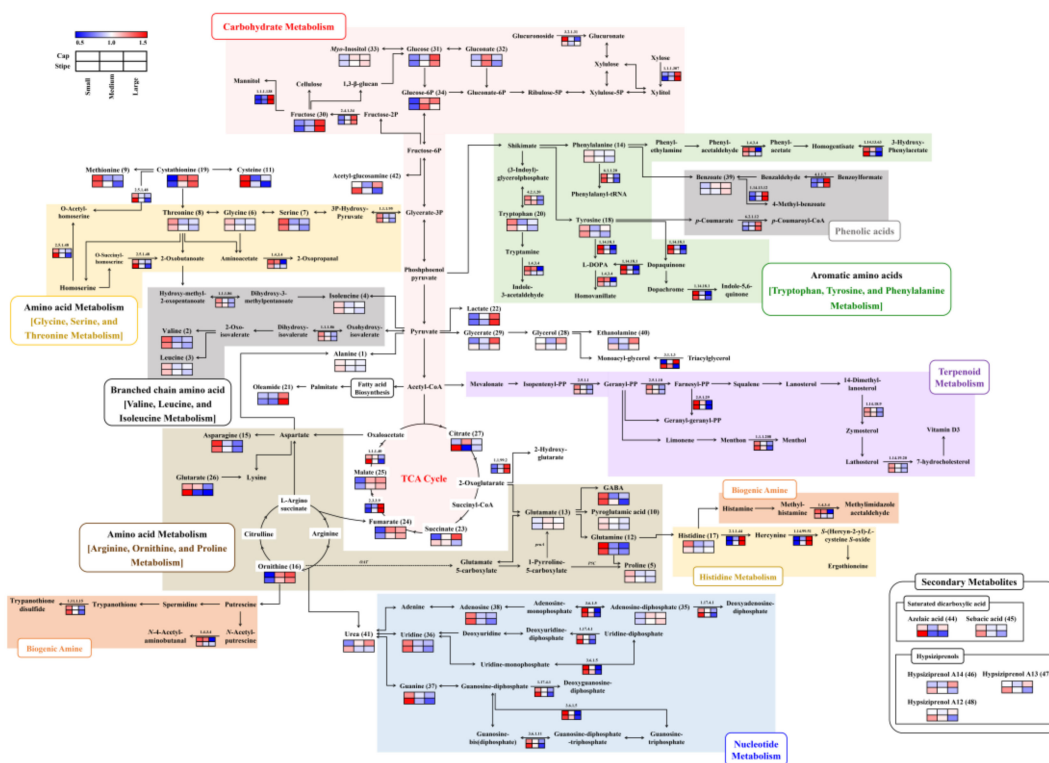 Carbohydrate Metabolism
0.5 1.0 1.5
Cap
Stipe
Small
Medium
Large
Myo-Inositol (33)
Glucose (31)
Gluconate (32)
Glucuronoside
Glucuronate
Xylulose
Xylose
Mannitol
Cellulose
1,3-β-glucan
Glucose-6P (34)
Gluconate-6P
Ribulose-5P
Xylulose-5P
Xylitol
Fructose (30)
Fructose-2P
Fructose-6P
Acetyl-glucosamine (42)
Glycerate-3P
Phosphphenol
pyruvate
Pyruvate
Acetyl-CoA
Methionine (9)
Cystathionine (19)
Cysteine (11)
O-Acetyl-
homoserine
Threonine (8)
Glycine (6)
Serine (7)
3P-Hydroxy-
Pyruvate
O-Succinyl-
homoserine
2-Oxobutanoate
Aminoacetate
2-Oxopropanal
Homoserine
Amino acid Metabolism
[Glycine, Serine, and
Threonine Metabolism]
Hydroxy-methyl-
2-oxopentanoate
Dihydroxy-3-
methylpentanoate
Isoleucine (4)
Valine (2)
2-Oxo-
isovalerate
Dihydroxy-
isovalerate
Oxohydroxy-
isovalerate
Leucine (3)
Alanine (1)
Branched chain amino acid
[Valine, Leucine, and
Isoleucine Metabolism]
Oleamide (21)
Palmitate
Fatty acid
Biosynthesis
Lactate (22)
Glycerate (29)
Glycerol (28)
Ethanolamine (40)
Monoacyl-glycerol
Triacylglycerol
Shikimate
Phenylalanine (14)
Phenyl-
ethylamine
Phenyl-
acetaldehyde
Phenyl-
acetate
Homogentisate
3-Hydroxy-
Phenylacetate
(3-Indoyl)-
glycerolphosphate
Phenylalanyl-tRNA
Benzoate (39)
Benzaldehyde
Benzoylformate
4-Methyl-benzoate
p-Coumarate
p-Coumaroyl-CoA
Phenolic acids
Tryptophan (20)
Tyrosine (18)
Tryptamine
L-DOPA
Dopaquinone
Indole-
3-acetaldehyde
Homovanillate
Dopachrome
Indole-5,6-
quinone
Aromatic amino acids
[Tryptophan, Tyrosine, and Phenylalanine
Metabolism]
Mevalonate
Isopentenyl-PP
Geranyl-PP
Farnesyl-PP
Squalene
Lanosterol
14-Dimethyl-
lanosterol
Terpenoid
Metabolism
Geranyl-geranyl-PP
Limonene
Menthon
Menthol
Zymosterol
Vitamin D3
Lathosterol
7-hydrocholesterol
Asparagine (15)
Aspartate
Oxaloacetate
Citrate (27)
2-Hydroxy-
glutarate
Glutarate (26)
Lysine
Malate (25)
TCA Cycle
2-Oxglutarate
L-Argino
succinate
Succinyl-CoA
Fumarate (24)
Succinate (23)
Citrulline
Arginine
Amino acid Metabolism
[Arginine, Ornithine, and Proline
Metabolism]
Ornithine (16)
GABA
Glutamate (13)
Pyroglutamic acid (10)
Glutamine (12)
Glutamate
5-carboxylate
1-Pyrroline-
5-carboxylate
Proline (5)
Biogenic Amine
Histamine
Methyl-
histamine
Methylimidazole
acetaldehyde
Histidine (17)
Hercynine
S-(Hercyn-2-yl)-L-
cysteine S-oxide
Ergothioneine
Histidine Metabolism
Trypanothione
disulfide
Trypanothione
Spermidine
Putrescine
N-4-Acetyl-
aminobutanal
N-Acetyl-
putrescine
Biogenic Amine
Urea (41)
Adenine
Adenosine (38)
Adenosine-
monophosphate
Adenosine-diphosphate (35)
Deoxyadenosine-
diphosphate
Uridine (36)
Deoxyuridine
Deoxyuridine-
diphosphate
Uridine-diphosphate
Uridine-monophosphate
Guanine (37)
Guanosine-diphosphate
Deoxyguanosine-
diphosphate
Guanosine-
bis(diphosphate)
Guanosine-diphosphate
-triphosphate
Guanosine-
triphosphate
Nucleotide
Metabolism
Secondary Metabolites
Saturated dicarboxylic acid
Azelaic acid (44)
Sebacic acid (45)
Hypsiziprenols
Hypsiziprenol A14 (46)
Hypsiziprenol A13 (47
Hypsiziprenol A12 (48)